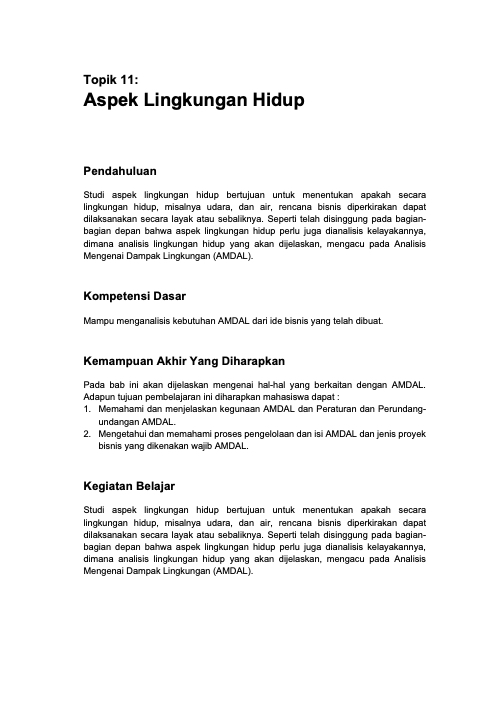 Topik 11:
Aspek Lingkungan Hidup
Pendahuluan
Studi aspek lingkungan hidup bertujuan untuk menentukan apakah secara
lingkungan hidup, misalnya udara, dan air, rencana bisnis diperkirakan dapat
dilaksanakan secara layak atau sebaliknya. Seperti telah disinggung pada bagian-
bagian depan bahwa aspek lingkungan hidup perlu juga dianalisis kelayakannya,
dimana analisis lingkungan hidup yang akan dijelaskan, mengacu pada Analisis
Mengenai Dampak Lingkungan (AMDAL).
Kompetensi Dasar
Mampu menganalisis kebutuhan AMDAL dari ide bisnis yang telah dibuat.
Kemampuan Akhir Yang Diharapkan
Pada bab ini akan dijelaskan mengenai hal-hal yang berkaitan dengan AMDAL.
Adapun tujuan pembelajaran ini diharapkan mahasiswa dapat :
1. Memahami dan menjelaskan kegunaan AMDAL dan Peraturan dan Perundang-
undangan AMDAL.
2. Mengetahui dan memahami proses pengelolaan dan isi AMDAL dan jenis proyek
bisnis yang dikenakan wajib AMDAL.
Kegiatan Belajar
Studi aspek lingkungan hidup bertujuan untuk menentukan apakah secara
lingkungan hidup, misalnya udara, dan air, rencana bisnis diperkirakan dapat
dilaksanakan secara layak atau sebaliknya. Seperti telah disinggung pada bagian-
bagian depan bahwa aspek lingkungan hidup perlu juga dianalisis kelayakannya,
dimana analisis lingkungan hidup yang akan dijelaskan, mengacu pada Analisis
Mengenai Dampak Lingkungan (AMDAL).